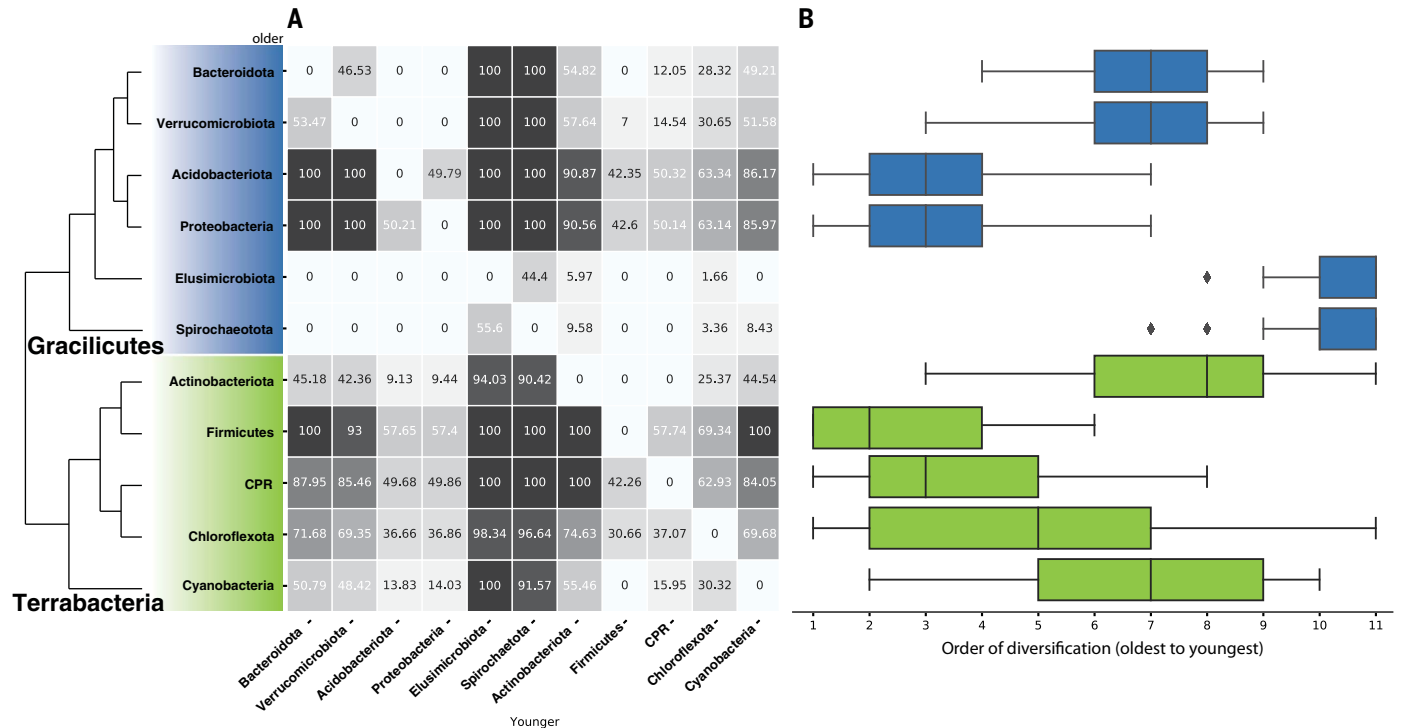 A
B
older
Bacteroidota 0 46.53 0 0 100 100 54.82 0 12.05 28.32 49.21
Verrucomicrobiota 53.47 0 0 0 100 100 57.64 7 14.54 30.65 51.58
Acidobacteriota 100 100 0 49.79 100 100 90.87 42.35 50.32 63.34 86.17
Proteobacteria 100 100 50.21 0 100 100 90.56 42.6 50.14 63.14 85.97
Elusimicrobiota 0 0 0 0 0 44.4 5.97 0 0 1.66 0
Spirochaetota 0 0 0 0 55.6 0 9.58 0 0 3.36 8.43
Gracilicutes
Actinobacteriota 45.18 42.36 9.13 9.44 94.03 90.42 0 0 0 25.37 44.54
Firmicutes 100 93 57.65 57.4 100 100 100 0 57.74 69.34 100
CPR 87.95 85.46 49.68 49.86 100 100 100 42.26 0 62.93 84.05
Chloroflexota 71.68 69.35 36.66 36.86 98.34 96.64 74.63 30.66 37.07 0 69.68
Cyanobacteria 50.79 48.42 13.83 14.03 100 91.57 55.46 0 15.95 30.32 0
Terrabacteria
Bacteroidota -
Verrucomicrobiota -
Acidobacteriota -
Proteobacteria -
Elusimicrobiota -
Spirochaetota -
Actinobacteriota -
Firmicutes-
CPR -
Chloroflexota -
Cyanobacteria -
Younger
1 2 3 4 5 6 7 8 9 10 11
Order of diversification (oldest to youngest)